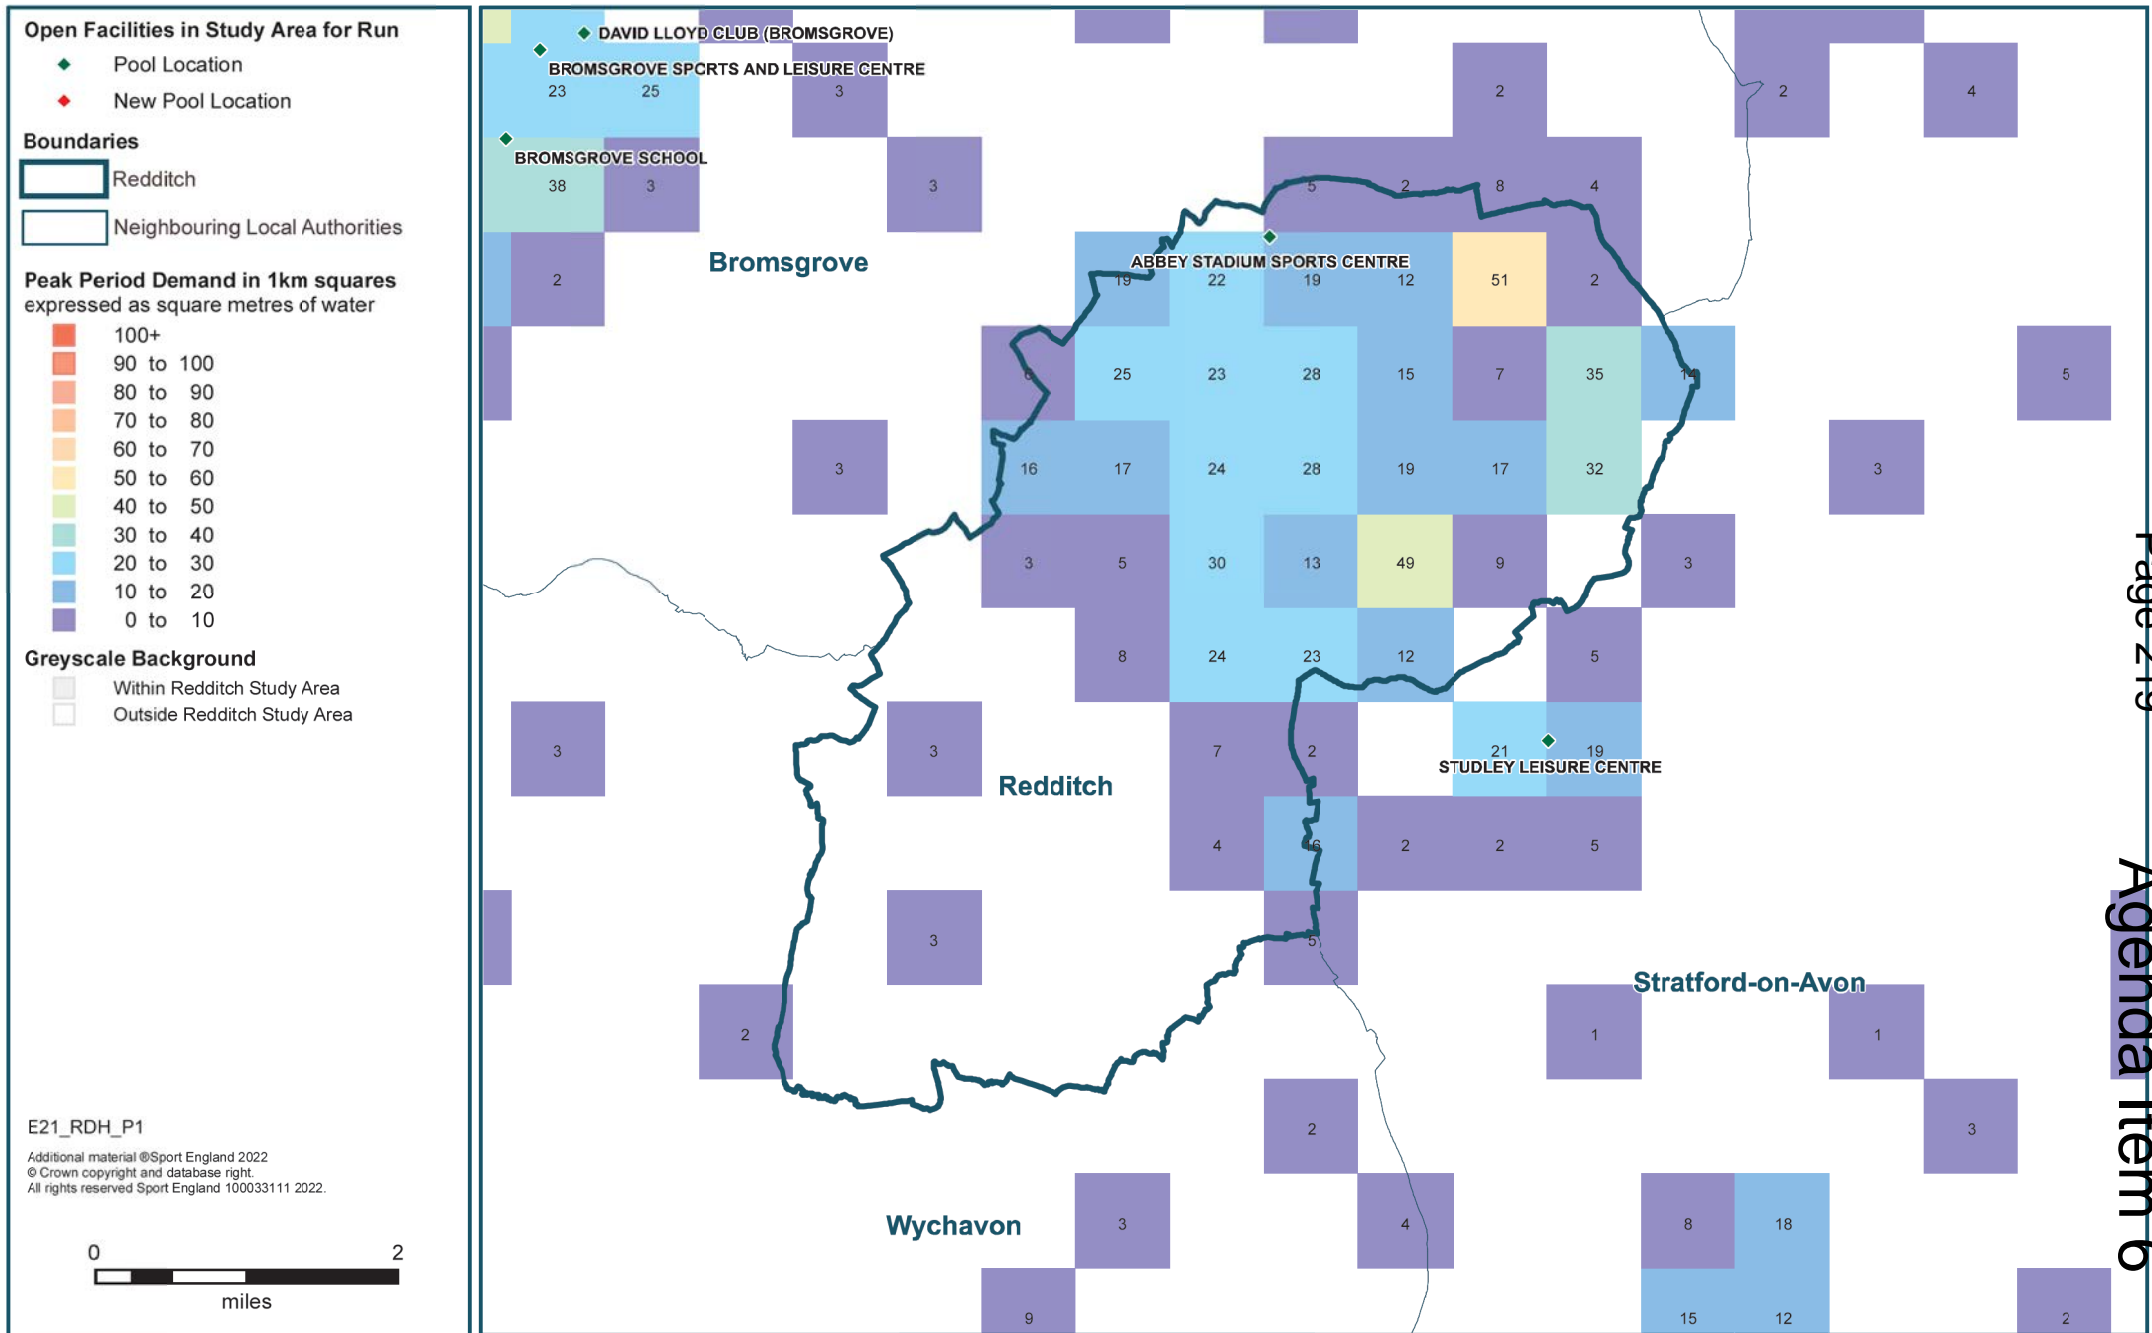 Open Facilities in Study Area for Run
Pool Location
New Pool Location
Boundaries
Redditch
Neighbouring Local Authorities
Peak Period Demand in 1km squares
expressed as square metres of water
100+
90 to 100
80 to 90
70 to 80
60 to 70
50 to 60
40 to 50
30 to 40
20 to 30
10 to 20
0 to 10
Greyscale Background
Within Redditch Study Area
Outside Redditch Study Area
E21_RDH_P1
Additional material ®Sport England 2022
© Crown copyright and database right.
All rights reserved Sport England 100033111 2022.
0 2
miles
DAVID LLOYD CLUB (BROMSGROVE)
BROMSGROVE SPORTS AND LEISURE CENTRE
23 25 3 2 2 4
BROMSGROVE SCHOOL
38 3 3 5 2 8 4
Bromsgrove
ABBEY STADIUM SPORTS CENTRE
2 19 22 19 12 51 2
6 25 23 28 15 7 35 14 5
3 16 17 24 28 19 17 32 3
3 5 30 13 49 9 3
8 24 23 12 5
3 3 7 2 21 19
STUDLEY LEISURE CENTRE
Redditch
4 16 2 2 5
3 5
Stratford-on-Avon
2 1 1
2 3
Wychavon
3 4 8 18
9 15 12 2
Page 219
Agenda Item 6